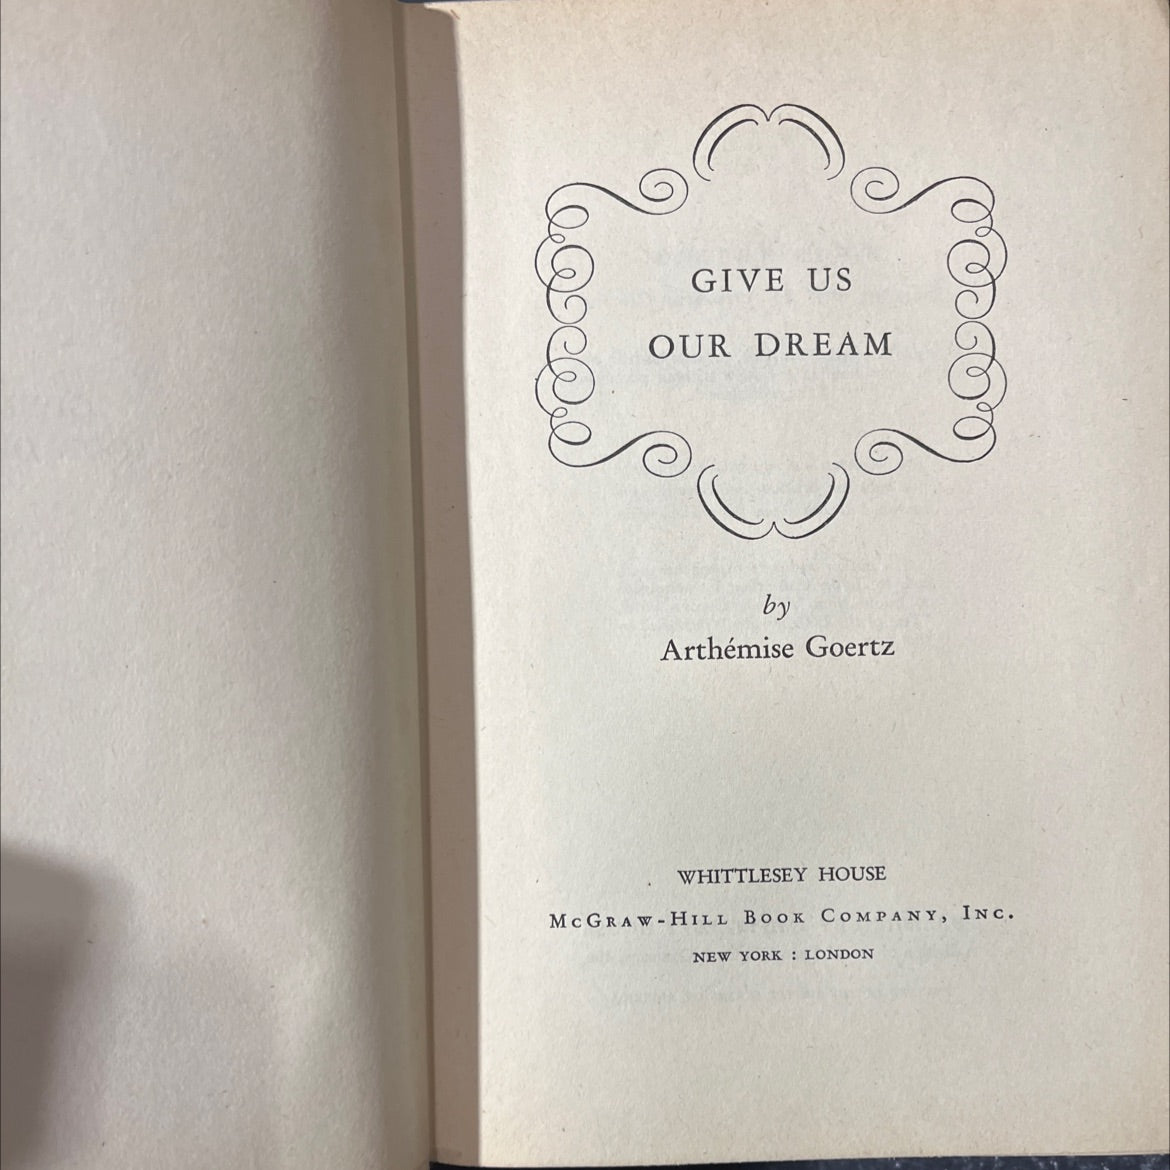 GIVE US
OUR DREAM
by
Arthémise Goertz
WHITTLESEY HOUSE
McGraw-Hill Book Company, Inc.
NEW YORK : LONDON